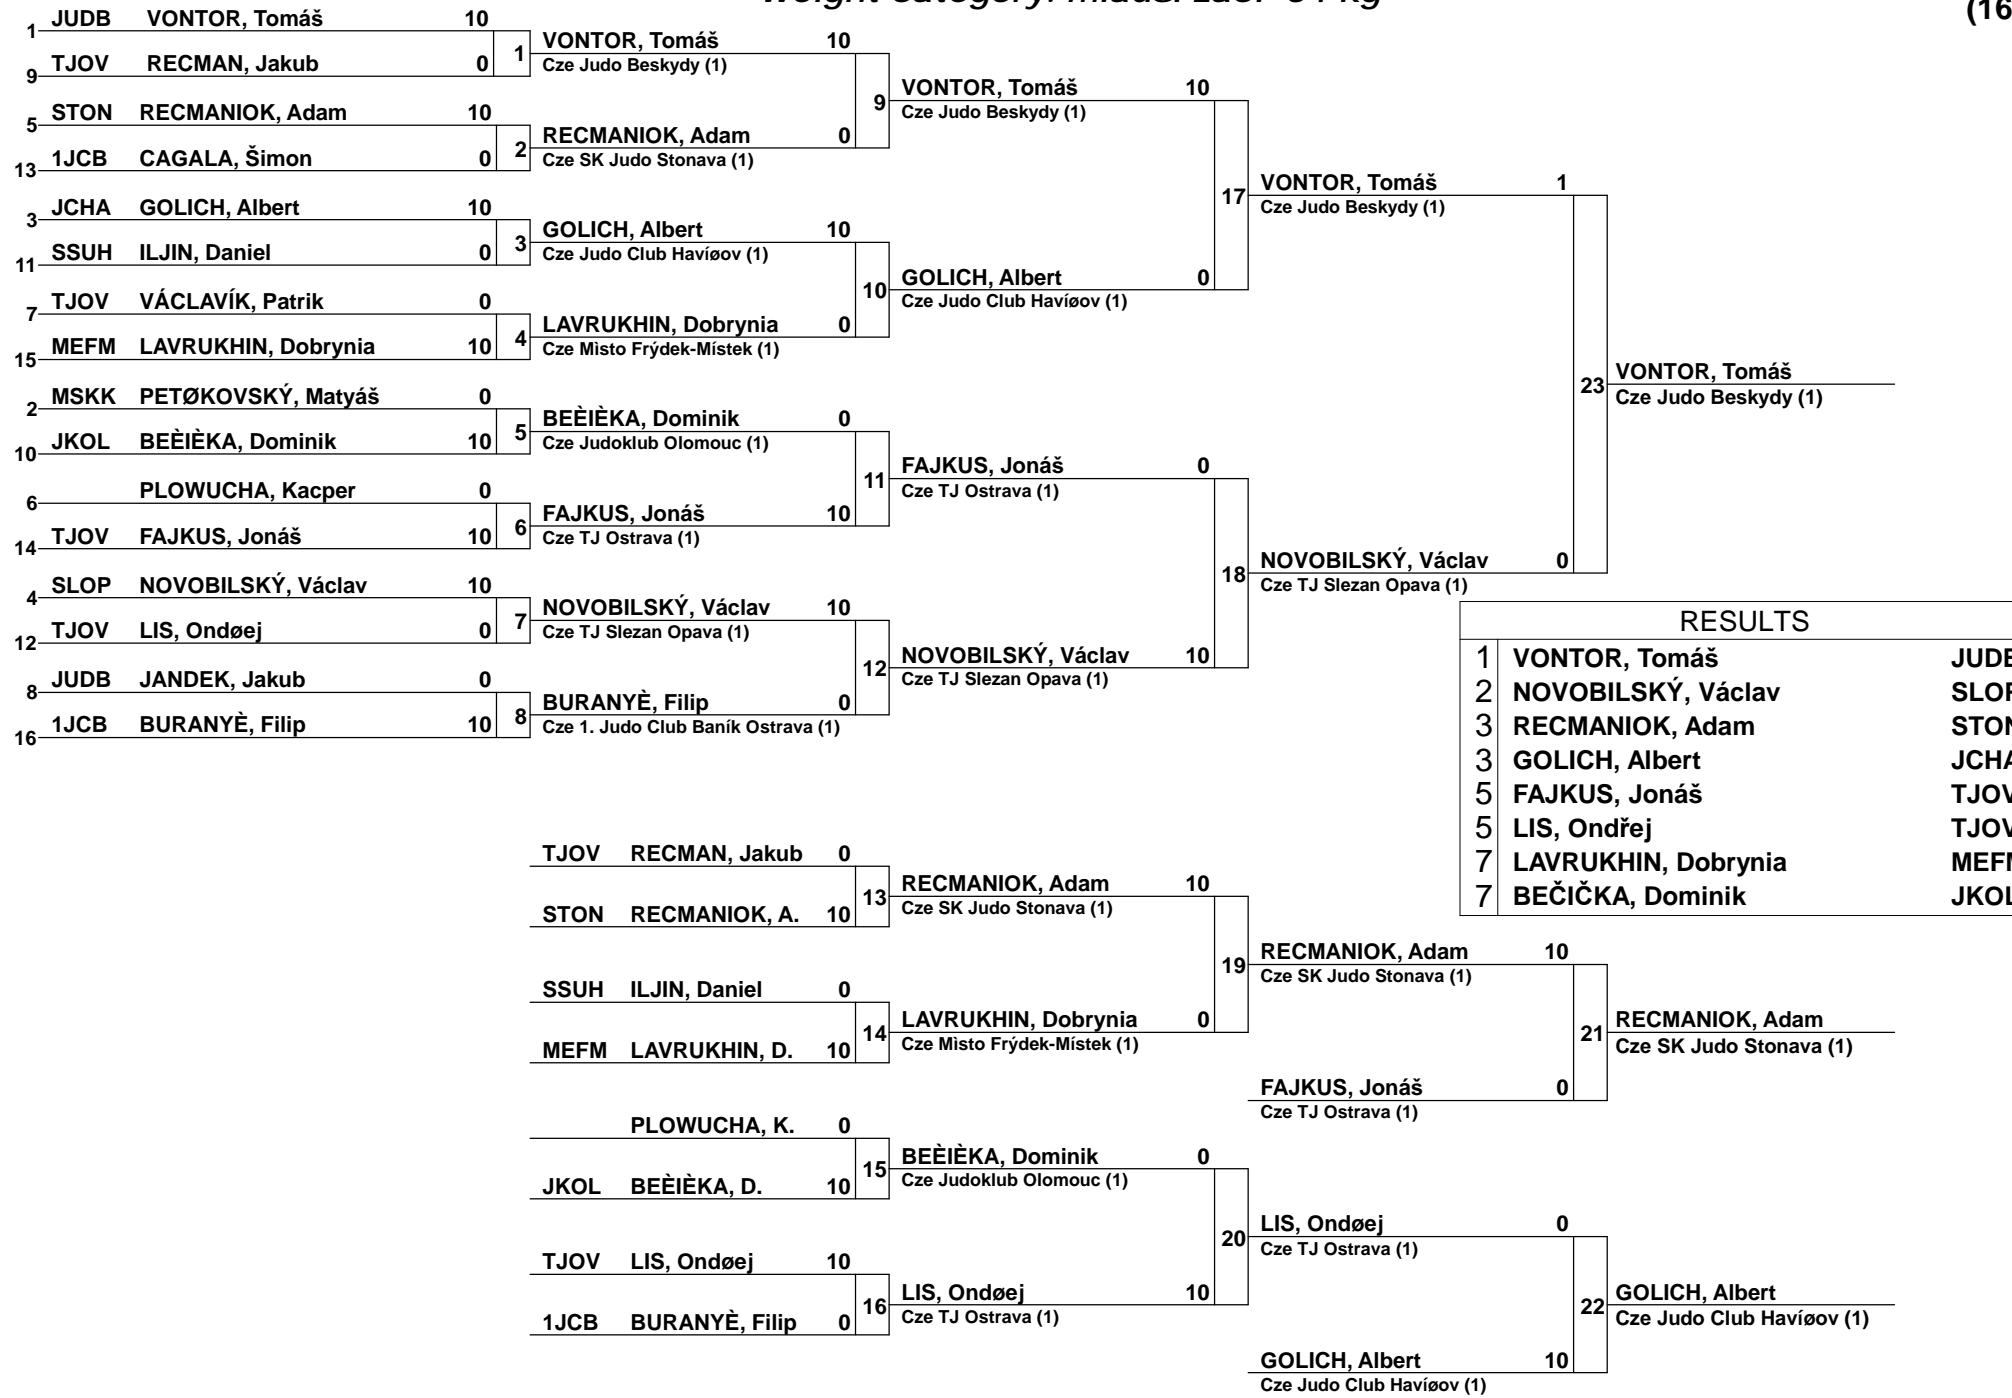 (16
1 JUDB VONTOR, Tomáš 10
9 TJOV RECMAN, Jakub 0
1
VONTOR, Tomáš 10
Cze Judo Beskydy (1)
5 STON RECMANIOK, Adam 10
13 1JCB CAGALA, Šimon 0
2
RECMANIOK, Adam 0
Cze SK Judo Stonava (1)
9
VONTOR, Tomáš 10
Cze Judo Beskydy (1)
3 JCHA GOLICH, Albert 10
11 SSUH ILJIN, Daniel 0
3
GOLICH, Albert 10
Cze Judo Club Havíøov (1)
7 TJOV VÁCLAVÍK, Patrik 0
15 MEFM LAVRUKHIN, Dobrynia 10
4
LAVRUKHIN, Dobrynia 0
Cze Mìsto Frýdek-Místek (1)
10
GOLICH, Albert 0
Cze Judo Club Havíøov (1)
17
VONTOR, Tomáš 1
Cze Judo Beskydy (1)
2 MSKK PETØKOVSKÝ, Matyáš 0
10 JKOL BEÈIÈKA, Dominik 10
5
BEÈIÈKA, Dominik 0
Cze Judoklub Olomouc (1)
6 PLOWUCHA, Kacper 0
14 TJOV FAJKUS, Jonáš 10
6
FAJKUS, Jonáš 10
Cze TJ Ostrava (1)
11
FAJKUS, Jonáš 0
Cze TJ Ostrava (1)
4 SLOP NOVOBILSKÝ, Václav 10
12 TJOV LIS, Ondøej 0
7
NOVOBILSKÝ, Václav 10
Cze TJ Slezan Opava (1)
8 JUDB JANDEK, Jakub 0
16 1JCB BURANYÈ, Filip 10
8
BURANYÈ, Filip 0
Cze 1. Judo Club Baník Ostrava (1)
12
NOVOBILSKÝ, Václav 10
Cze TJ Slezan Opava (1)
18
NOVOBILSKÝ, Václav 0
Cze TJ Slezan Opava (1)
23
VONTOR, Tomáš
Cze Judo Beskydy (1)
RESULTS
1 VONTOR, Tomáš JUDB
2 NOVOBILSKÝ, Václav SLOP
3 RECMANIOK, Adam STON
3 GOLICH, Albert JCHA
5 FAJKUS, Jonáš TJOV
5 LIS, Ondřej TJOV
7 LAVRUKHIN, Dobrynia MEFM
7 BEČIČKA, Dominik JKOL
TJOV RECMAN, Jakub 0
STON RECMANIOK, A. 10
13
RECMANIOK, Adam 10
Cze SK Judo Stonava (1)
SSUH ILJIN, Daniel 0
MEFM LAVRUKHIN, D. 10
14
LAVRUKHIN, Dobrynia 0
Cze Mìsto Frýdek-Místek (1)
19
RECMANIOK, Adam 10
Cze SK Judo Stonava (1)
FAJKUS, Jonáš 0
Cze TJ Ostrava (1)
21
RECMANIOK, Adam
Cze SK Judo Stonava (1)
PLOWUCHA, K. 0
JKOL BEÈIÈKA, D. 10
15
BEÈIÈKA, Dominik 0
Cze Judoklub Olomouc (1)
TJOV LIS, Ondøej 10
1JCB BURANYÈ, Filip 0
16
LIS, Ondøej 10
Cze TJ Ostrava (1)
20
LIS, Ondøej 0
Cze TJ Ostrava (1)
GOLICH, Albert 10
Cze Judo Club Havíøov (1)
22
GOLICH, Albert
Cze Judo Club Havíøov (1)